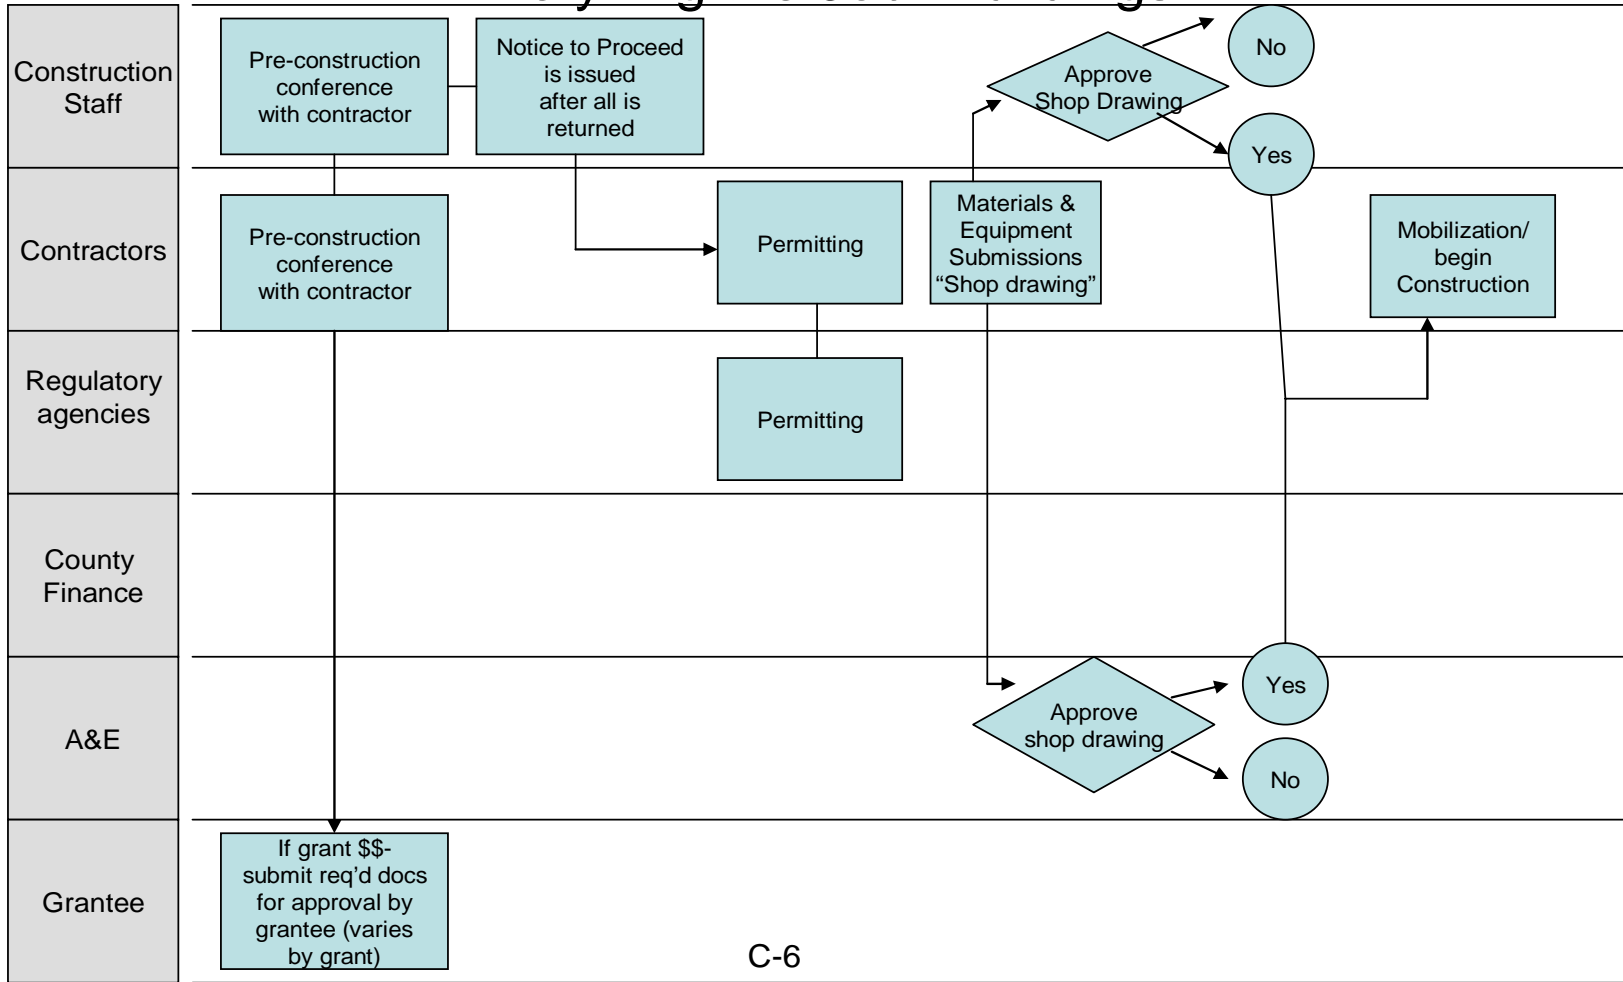 Construction
Staff
Pre-construction
conference
with contractor
Notice to Proceed
is issued
after all is
returned
Approve
Shop Drawing
No
Yes
Contractors
Pre-construction
conference
with contractor
Permitting
Materials &
Equipment
Submissions
“Shop drawing”
Mobilization/
begin
Construction
Regulatory
agencies
Permitting
County
Finance
A&E
Approve
shop drawing
Yes
No
Grantee
If grant $$-
submit req’d docs
for approval by
grantee (varies
by grant)
C-6